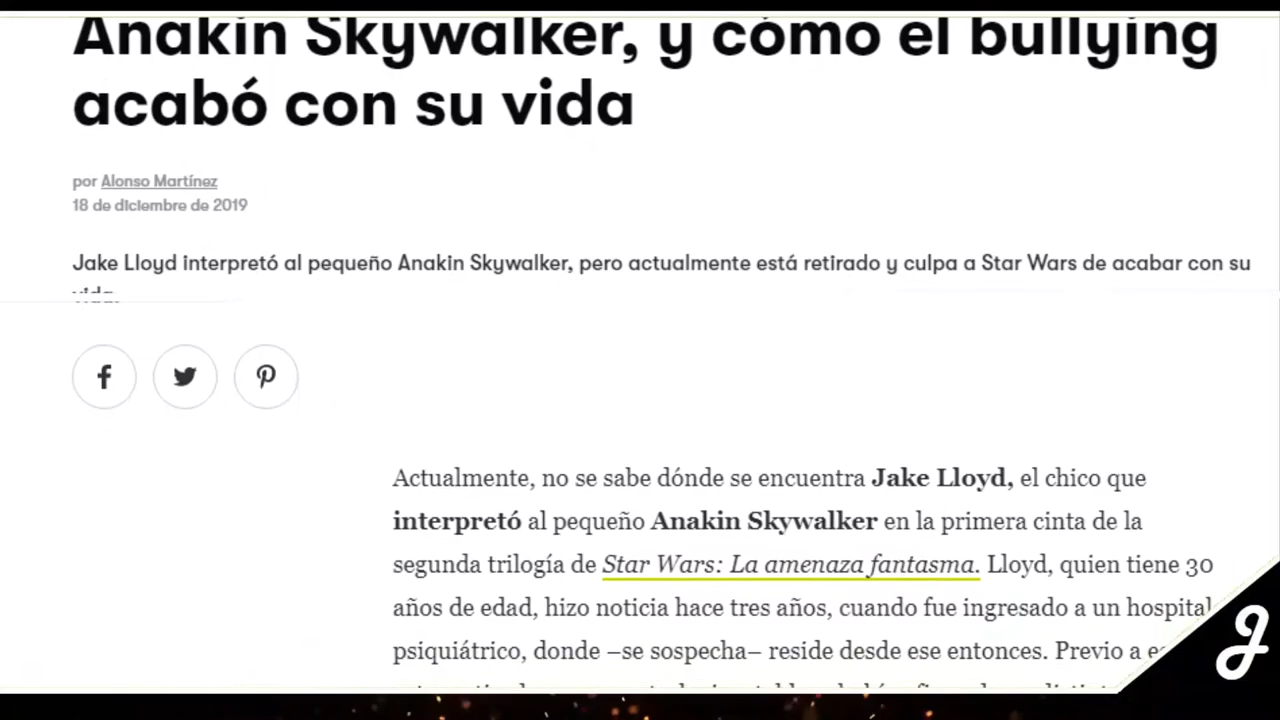 Anakin Skywalker, y cómo el bullying
acabó con su vida
por Alonso Martínez
18 de diciembre de 2019
Jake Lloyd interpretó al pequeño Anakin Skywalker, pero actualmente está retirado y culpa a Star Wars de acabar con su
vida.
Actualmente, no se sabe dónde se encuentra Jake Lloyd, el chico que
interpretó al pequeño Anakin Skywalker en la primera cinta de la
segunda trilogía de Star Wars: La amenaza fantasma. Lloyd, quien tiene 30
años de edad, hizo noticia hace tres años, cuando fue ingresado a un hospital
psiquiátrico, donde –se sospecha– reside desde ese entonces. Previo a